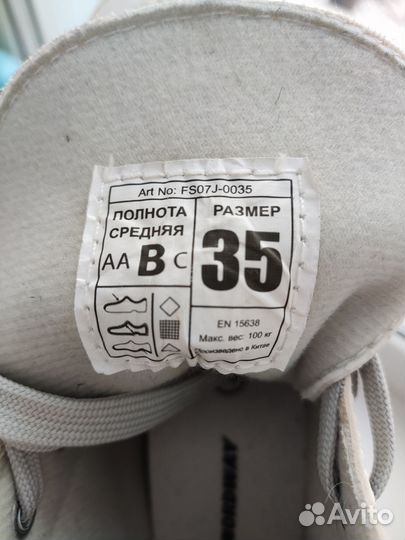 Art No: FS07J-0035
ПОЛНОТА
СРЕДНЯЯ
AA B C
РАЗМЕР
35
EN 15638
Макс. вес: 100 кг
Произведено в Китае
Avito